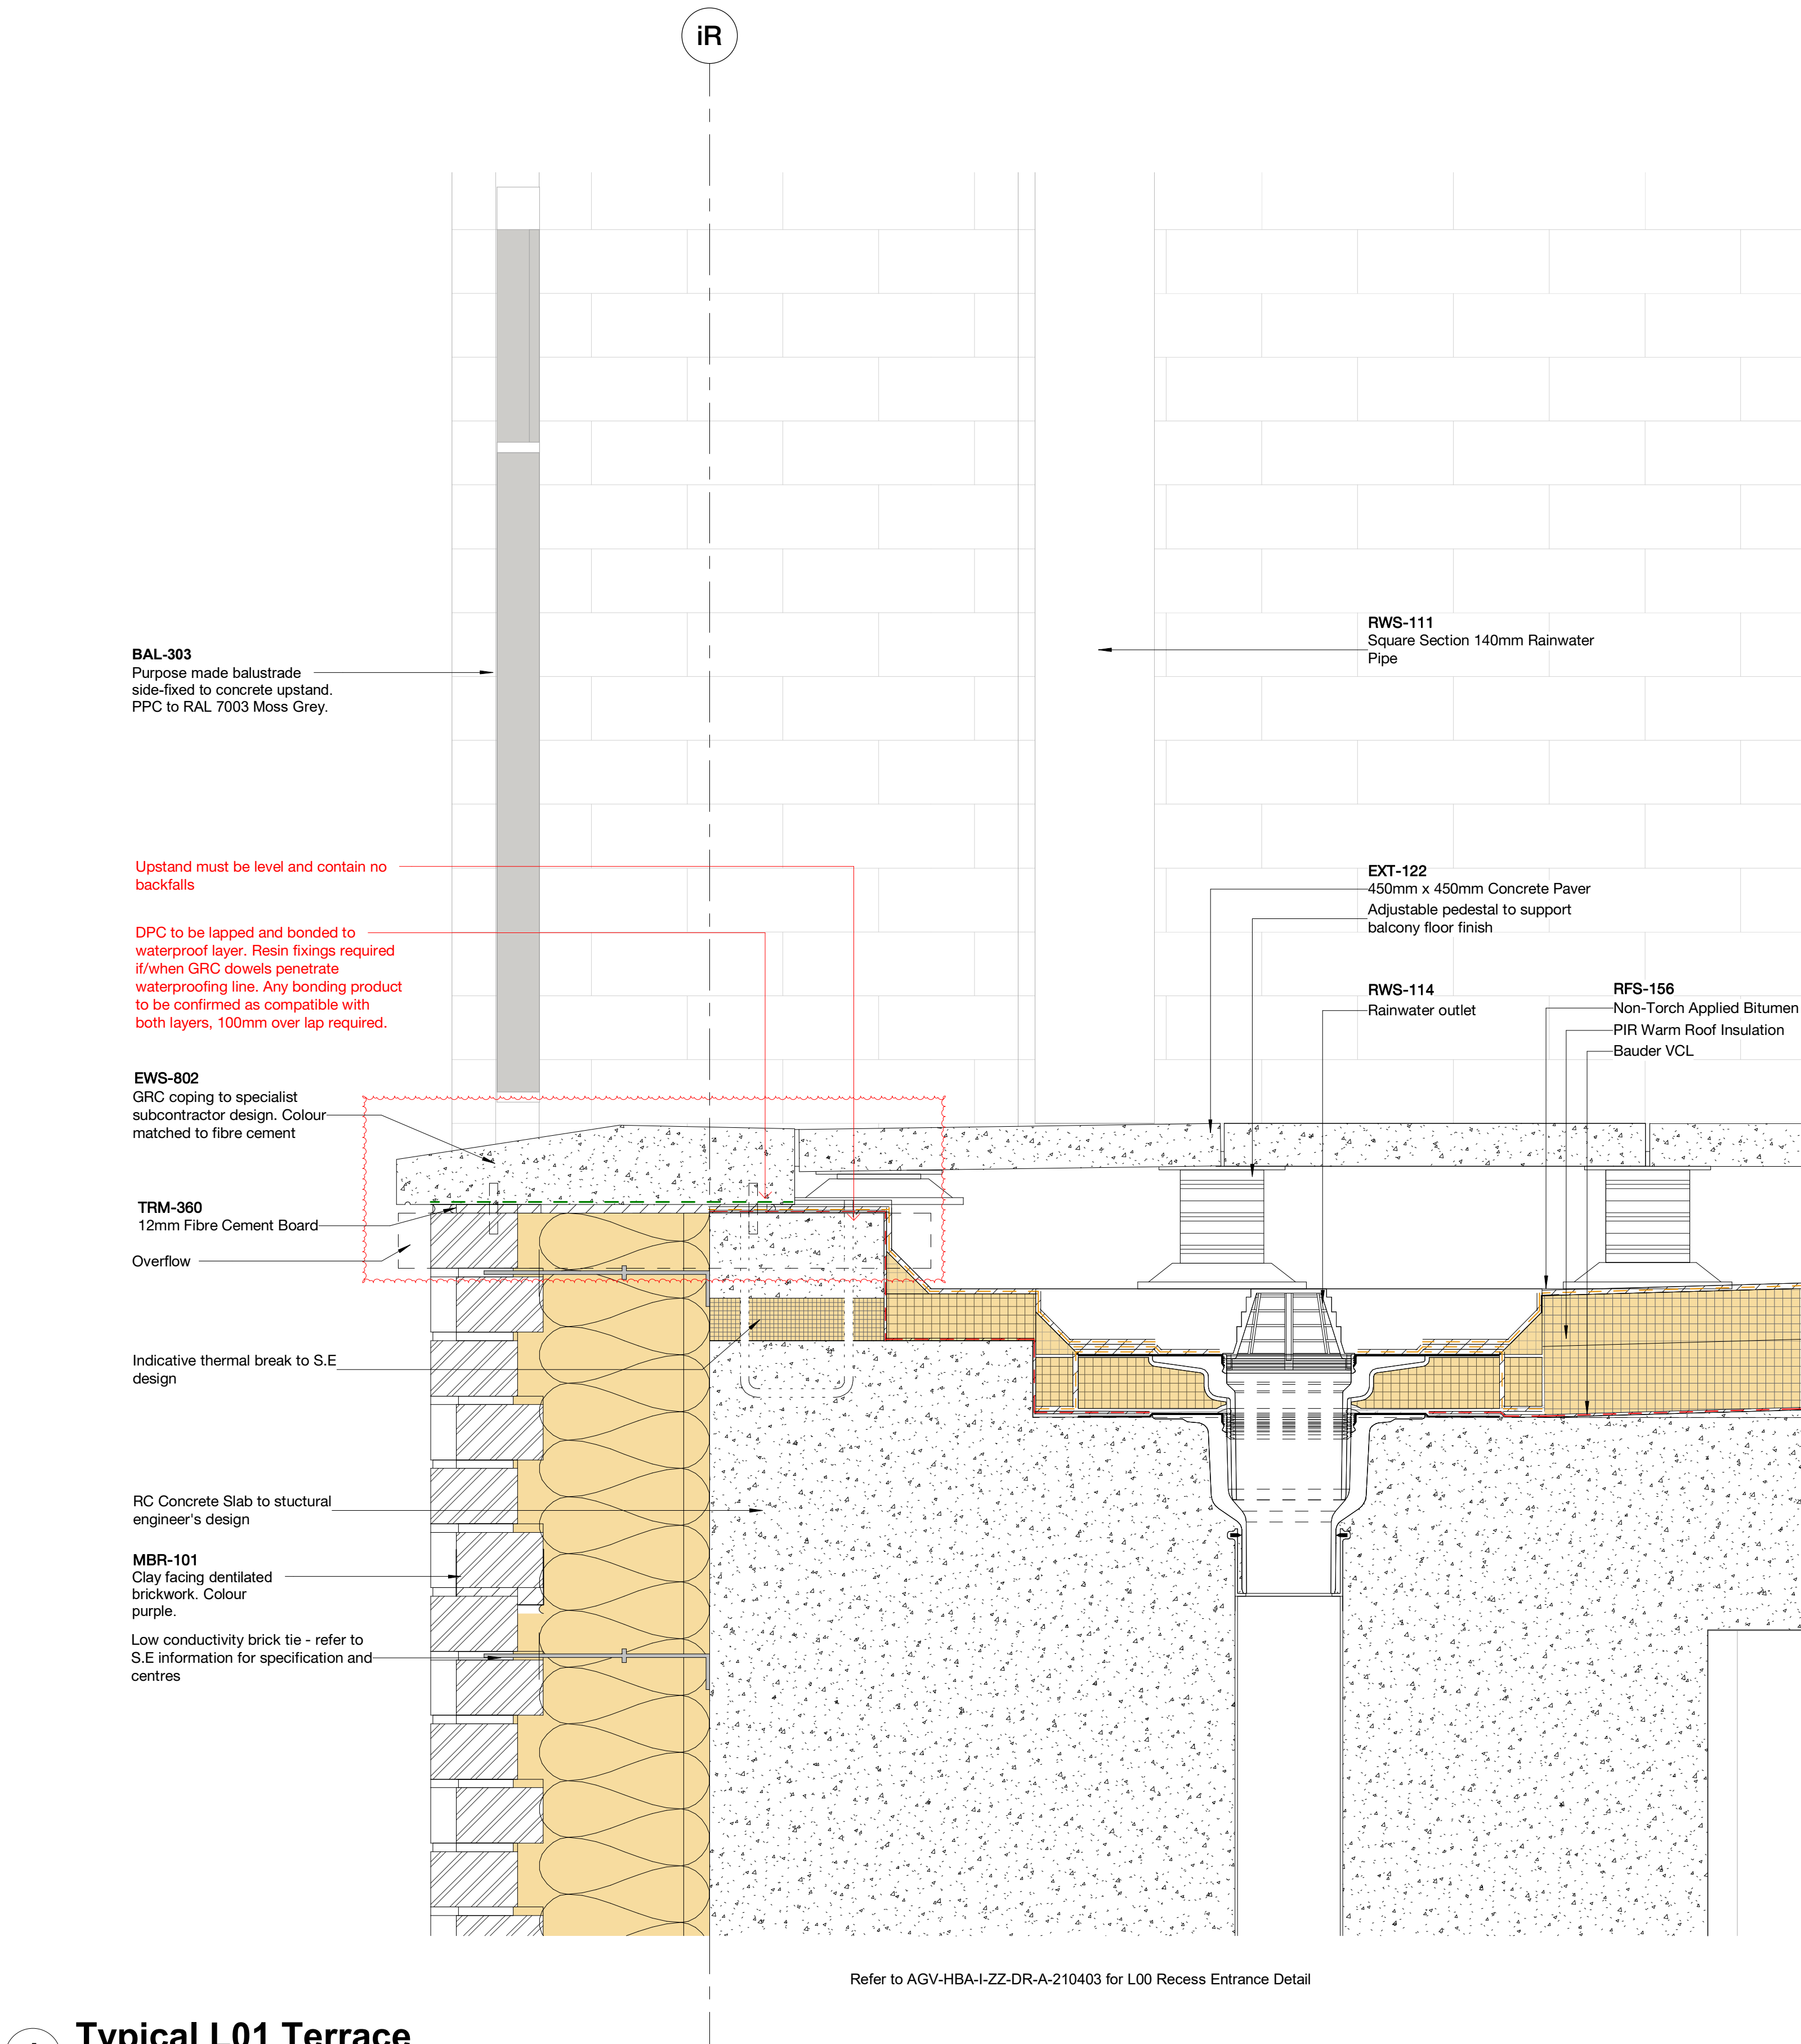 iR
RWS-111
Square Section 140mm Rainwater
Pipe
BAL-303
Purpose made balustrade
side-fixed to concrete upstand.
PPC to RAL 7003 Moss Grey.
Upstand must be level and contain no
backfalls
EXT-122
450mm x 450mm Concrete Paver
Adjustable pedestal to support
balcony floor finish
DPC to be lapped and bonded to
waterproof layer. Resin fixings required
if/when GRC dowels penetrate
waterproofing line. Any bonding product
to be confirmed as compatible with
both layers, 100mm over lap required.
RWS-114
Rainwater outlet
RFS-156
Non-Torch Applied Bitumen
PIR Warm Roof Insulation
Bauder VCL
EWS-802
GRC coping to specialist
subcontractor design. Colour
matched to fibre cement
TRM-360
12mm Fibre Cement Board
Overflow
Indicative thermal break to S.E
design
RC Concrete Slab to stuctural
engineer's design
MBR-101
Clay facing dentilated
brickwork. Colour
purple.
Low conductivity brick tie - refer to
S.E information for specification and
centres
Refer to AGV-HBA-I-ZZ-DR-A-210403 for L00 Recess Entrance Detail
Typical L01 Terrace